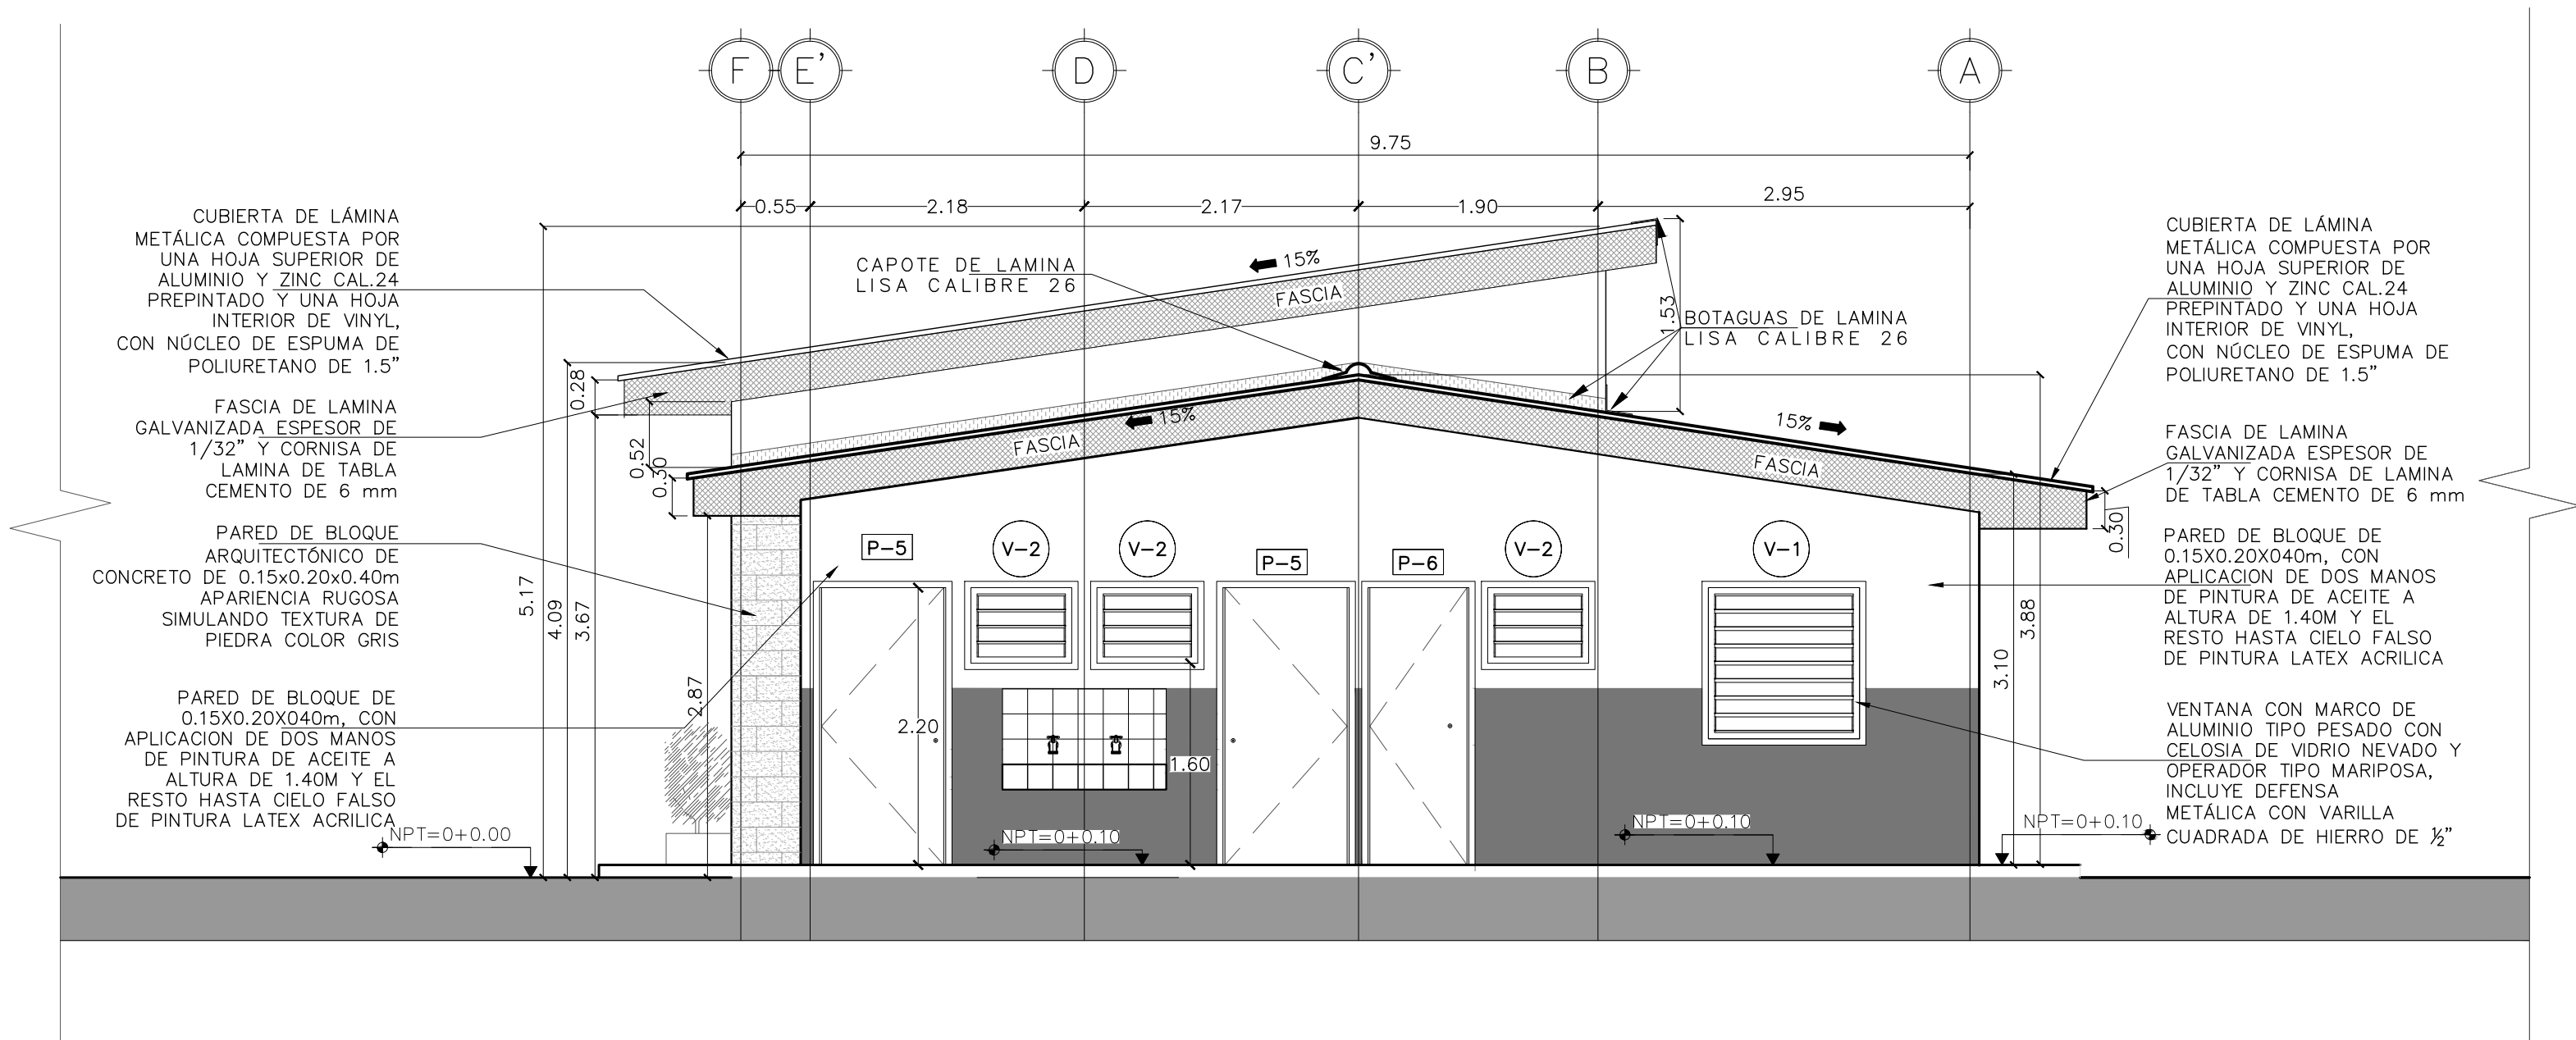 F
E'
D
C'
B
A
9.75
0.55
2.18
2.17
1.90
2.95
CUBIERTA DE LÁMINA
METÁLICA COMPUESTA POR
UNA HOJA SUPERIOR DE
ALUMINIO Y ZINC CAL.24
PREPINTADO Y UNA HOJA
INTERIOR DE VINYL,
CON NÚCLEO DE ESPUMA DE
POLIURETANO DE 1.5”
FASCIA DE LAMINA
GALVANIZADA ESPESOR DE
1/32” Y CORNISA DE
LAMINA DE TABLA
CEMENTO DE 6 mm
PARED DE BLOQUE
ARQUITECTÓNICO DE
CONCRETO DE 0.15x0.20x0.40m
APARIENCIA RUGOSA
SIMULANDO TEXTURA DE
PIEDRA COLOR GRIS
PARED DE BLOQUE DE
0.15X0.20X040m, CON
APLICACION DE DOS MANOS
DE PINTURA DE ACEITE A
ALTURA DE 1.40M Y EL
RESTO HASTA CIELO FALSO
DE PINTURA LATEX ACRILICA
NPT=0+0.00
5.17
4.09
3.67
0.28
0.52
0.30
2.87
CAPOTE DE LAMINA
LISA CALIBRE 26
15%
FASCIA
1.53
BOTAGUAS DE LAMINA
LISA CALIBRE 26
15%
FASCIA
15%
FASCIA
P-5
V-2
V-2
P-5
P-6
V-2
V-1
2.20
1.60
NPT=0+0.10
NPT=0+0.10
NPT=0+0.10
3.10
3.88
0.30
CUBIERTA DE LÁMINA
METÁLICA COMPUESTA POR
UNA HOJA SUPERIOR DE
ALUMINIO Y ZINC CAL.24
PREPINTADO Y UNA HOJA
INTERIOR DE VINYL,
CON NÚCLEO DE ESPUMA DE
POLIURETANO DE 1.5”
FASCIA DE LAMINA
GALVANIZADA ESPESOR DE
1/32” Y CORNISA DE LAMINA
DE TABLA CEMENTO DE 6 mm
PARED DE BLOQUE DE
0.15X0.20X040m, CON
APLICACION DE DOS MANOS
DE PINTURA DE ACEITE A
ALTURA DE 1.40M Y EL
RESTO HASTA CIELO FALSO
DE PINTURA LATEX ACRILICA
VENTANA CON MARCO DE
ALUMINIO TIPO PESADO CON
CELOSIA DE VIDRIO NEVADO Y
OPERADOR TIPO MARIPOSA,
INCLUYE DEFENSA
METÁLICA CON VARILLA
CUADRADA DE HIERRO DE ½”